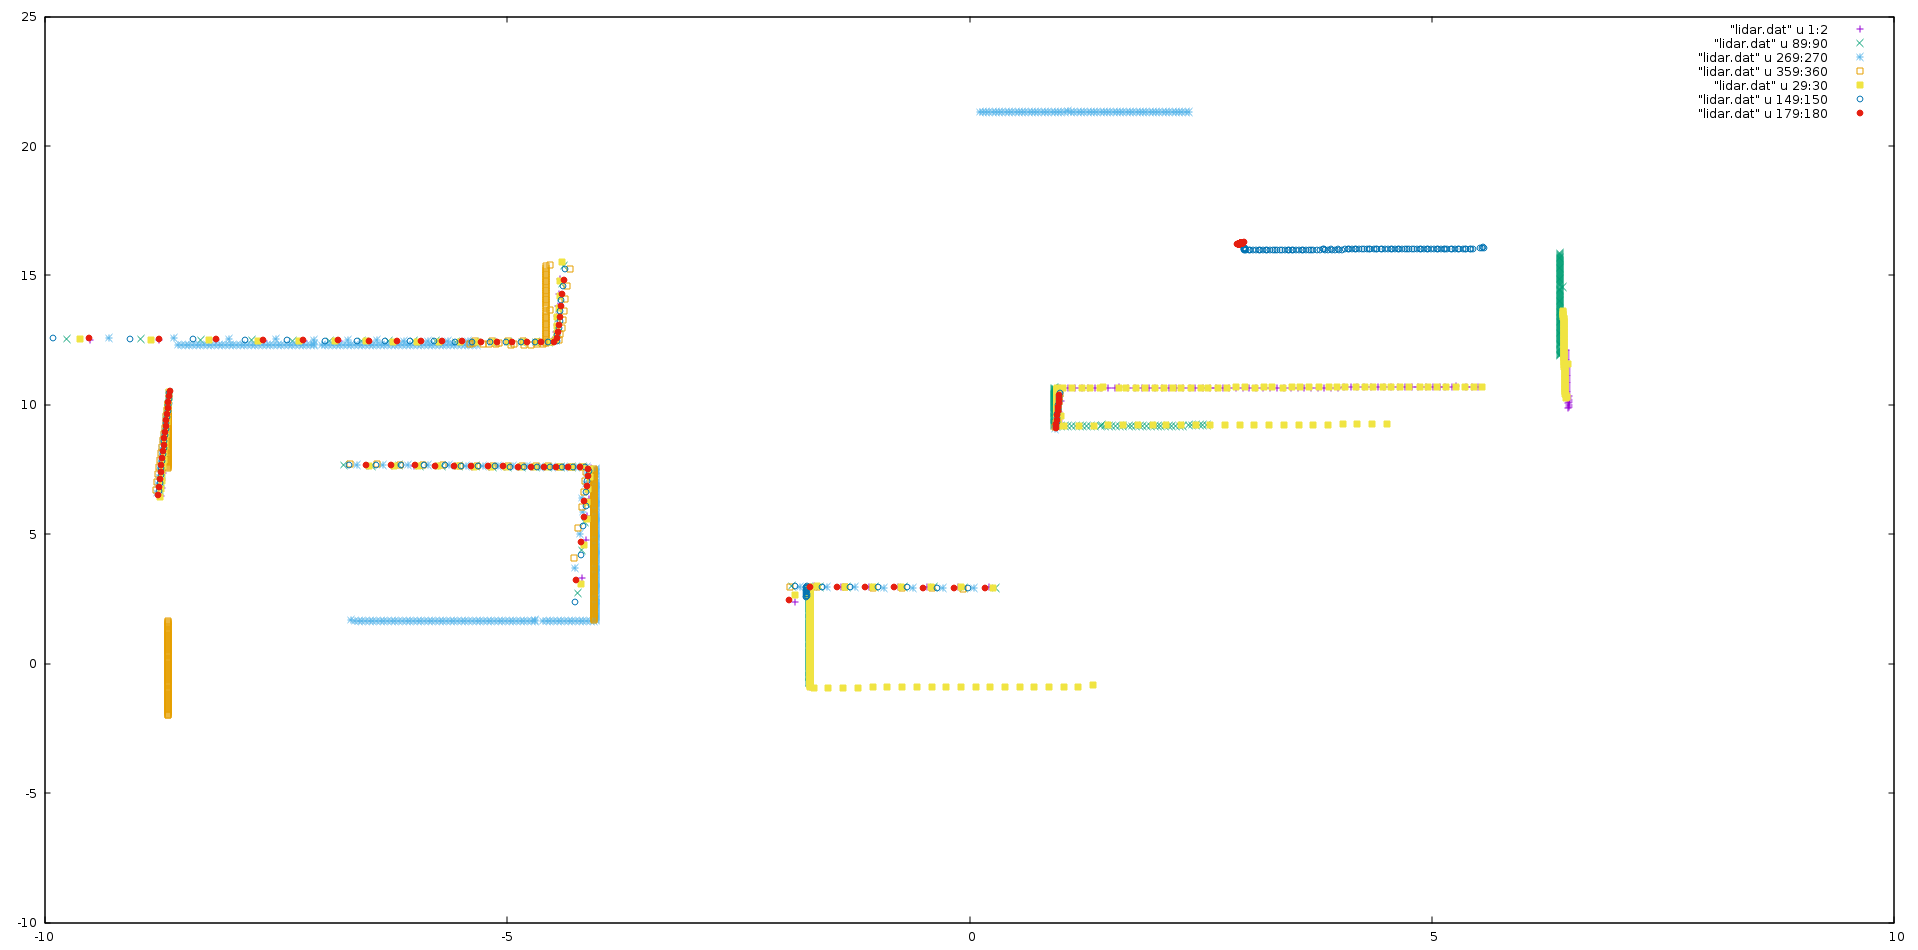 25
"lidar.dat" u 1:2
"lidar.dat" u 89:90
"lidar.dat" u 269:270
"lidar.dat" u 359:360
"lidar.dat" u 29:30
"lidar.dat" u 149:150
"lidar.dat" u 179:180
20
15
10
5
0
-5
-10
-10 -5 0 5 10